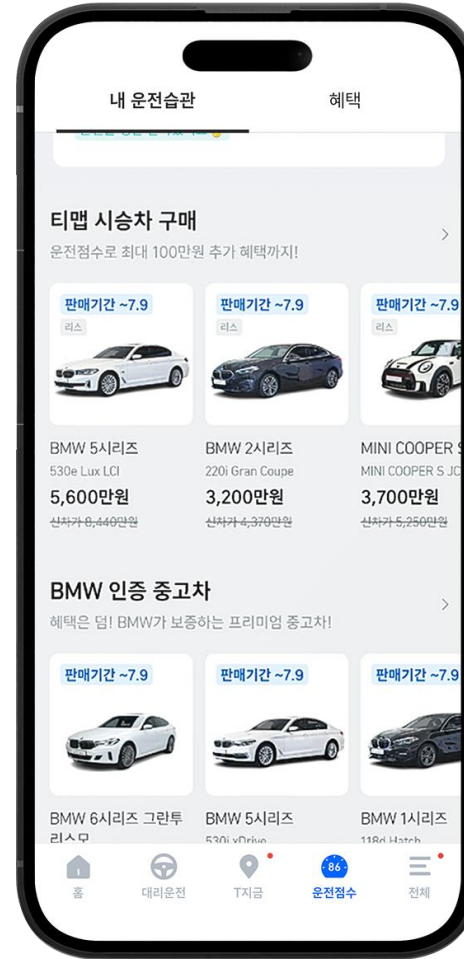 내 운전습관
혜택
티맵 시승차 구매
운전점수로 최대 100만원 추가 혜택까지!
판매기간 ~7.9
판매기간 ~7.9
판매기간 ~7.9
리스
리스
리스
BMW 5시리즈
BMW 2시리즈
MINI COOPER S
530e Lux LCI
220i Gran Coupe
MINI COOPER S JC
5,600만원
3,200만원
3,700만원
신차가 8,440만원
신차가 4,370만원
신차가 5,250만원
BMW 인증 중고차
혜택은 덤! BMW가 보증하는 프리미엄 중고차!
판매기간 ~7.9
판매기간 ~7.9
판매기간 ~7.9
BMW 6시리즈 그란투
리스모
BMW 5시리즈
530i xDrive
BMW 1시리즈
118d Hatch
86
홈
대리운전
T지금
운전점수
전체